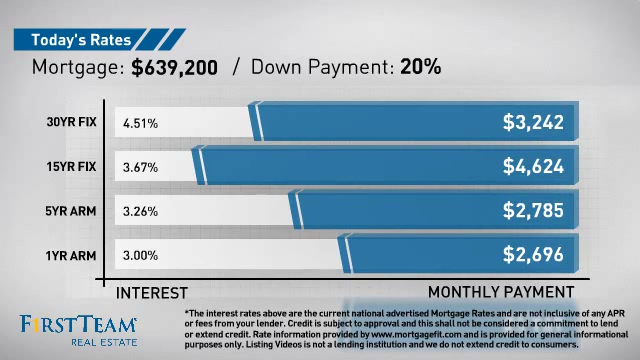 Today's Rates
Mortgage: $639,200 / Down Payment: 20%
30YR FIX 4.51% $3,242
15YR FIX 3.67% $4,624
5YR ARM 3.26% $2,785
1YR ARM 3.00% $2,696
INTEREST MONTHLY PAYMENT
FIRSTTEAM®
REAL ESTATE
*The interest rates above are the current national advertised Mortgage Rates and are not inclusive of any APR
or fees from your lender. Credit is subject to approval and this shall not be considered a commitment to lend
or extend credit. Rate information provided by www.mortgagefit.com and is provided for general informational
purposes only. Listing Videos is not a lending institution and we do not extend credit to consumers.